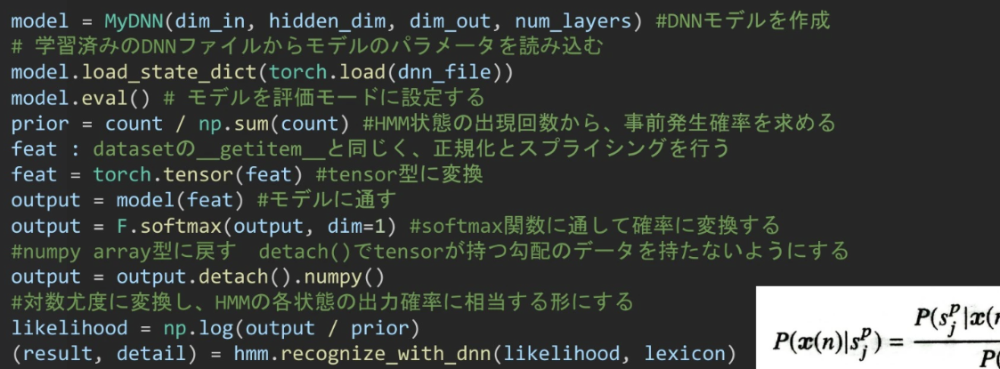 model = MyDNN(dim_in, hidden_dim, dim_out, num_layers) #DNNモデルを作成
# 学習済みのDNNファイルからモデルのパラメータを読み込む
model.load_state_dict(torch.load(dnn_file))
model.eval() # モデルを評価モードに設定する
prior = count / np.sum(count) #HMM状態の出現回数から、事前発生確率を求める
feat : datasetの__getitem__と同じく、正規化とスプライシングを行う
feat = torch.tensor(feat) #tensor型に変換
output = model(feat) #モデルに通す
output = F.softmax(output, dim=1) #softmax関数に通して確率に変換する
#numpy array型に戻す　detach()でtensorが持つ勾配のデータを持たないようにする
output = output.detach().numpy()
#対数尤度に変換し、HMMの各状態の出力確率に相当する形にする
likelihood = np.log(output / prior)
(result, detail) = hmm.recognize_with_dnn(likelihood, lexicon)
P(x(n)|s_j^p) = P(s_j^p|x(
P(